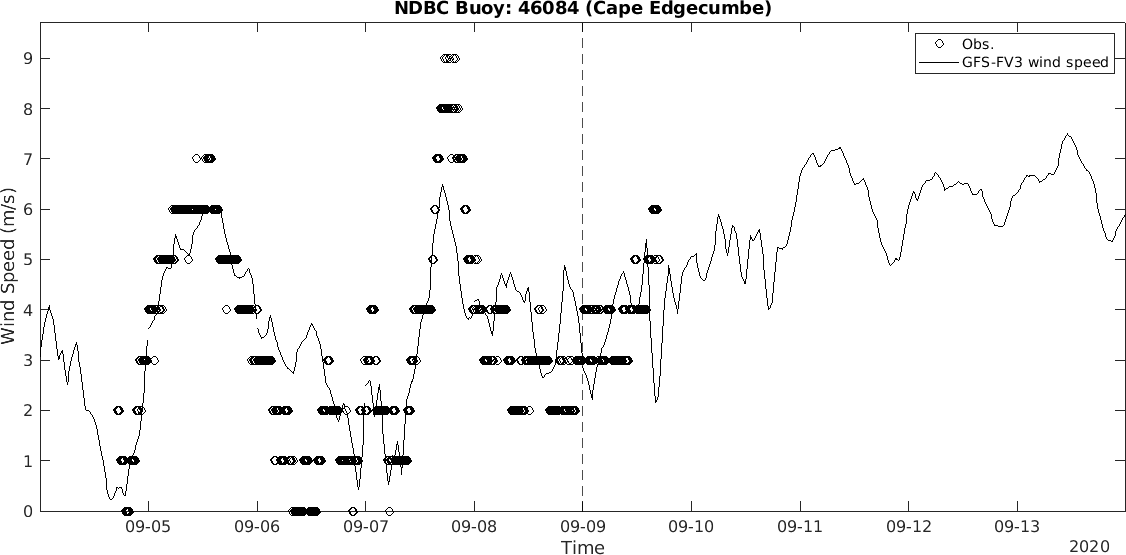 NDBC Buoy: 46084 (Cape Edgecumbe)
Obs.
GFS-FV3 wind speed
Wind Speed (m/s)
9
8
7
6
5
4
3
2
1
0
09-05 09-06 09-07 09-08 09-09 09-10 09-11 09-12 09-13
Time
2020